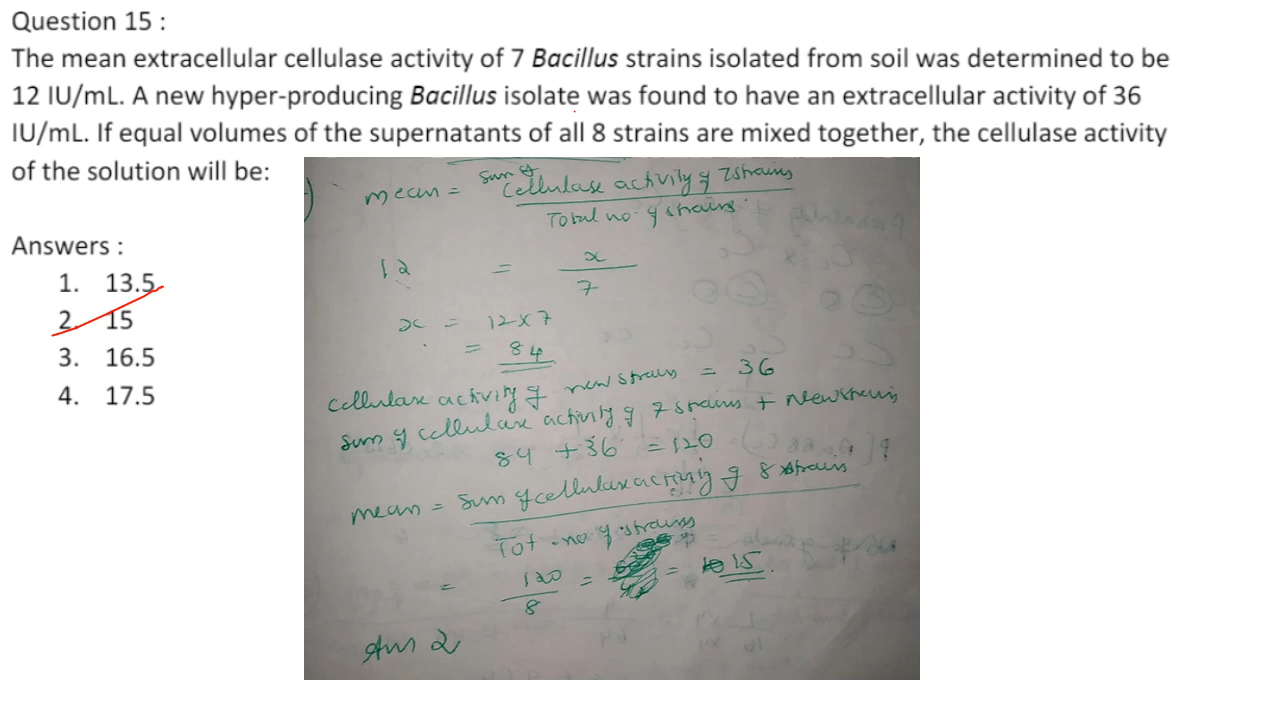 Question 15 :
The mean extracellular cellulase activity of 7 Bacillus strains isolated from soil was determined to be
12 IU/mL. A new hyper-producing Bacillus isolate was found to have an extracellular activity of 36
IU/mL. If equal volumes of the supernatants of all 8 strains are mixed together, the cellulase activity
of the solution will be:
Answers :
1. 13.5
2. 15
3. 16.5
4. 17.5
mean = Sum of Cellulase activity of 7 strains
Total no of strains
12 = x
7
x = 12 x 7
= 84
cellulase activity of new strain = 36
Sum of cellulase activity of 7 strains + New strain
84 + 36 = 120
mean = Sum of cellulase activity of 8 strains
Tot no of strains
= 120 = = 15
8
Ans 2